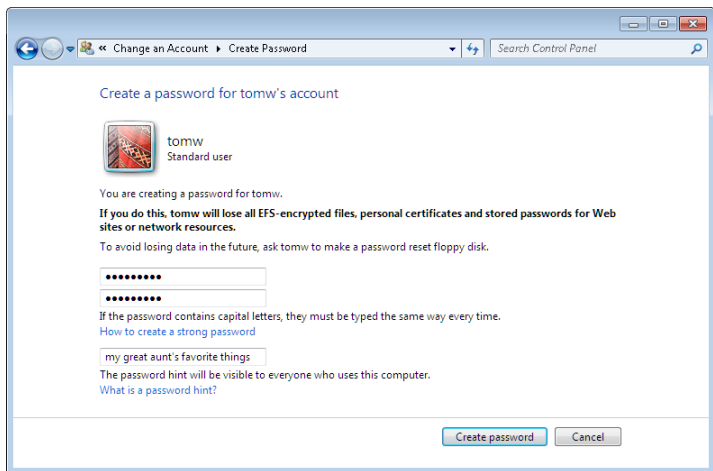 « Change an Account ▸ Create Password
Search Control Panel
Create a password for tomw's account
tomw
Standard user
You are creating a password for tomw.
If you do this, tomw will lose all EFS-encrypted files, personal certificates and stored passwords for Web
sites or network resources.
To avoid losing data in the future, ask tomw to make a password reset floppy disk.
●●●●●●●●●
●●●●●●●●●
If the password contains capital letters, they must be typed the same way every time.
How to create a strong password
my great aunt's favorite things
The password hint will be visible to everyone who uses this computer.
What is a password hint?
Create password
Cancel